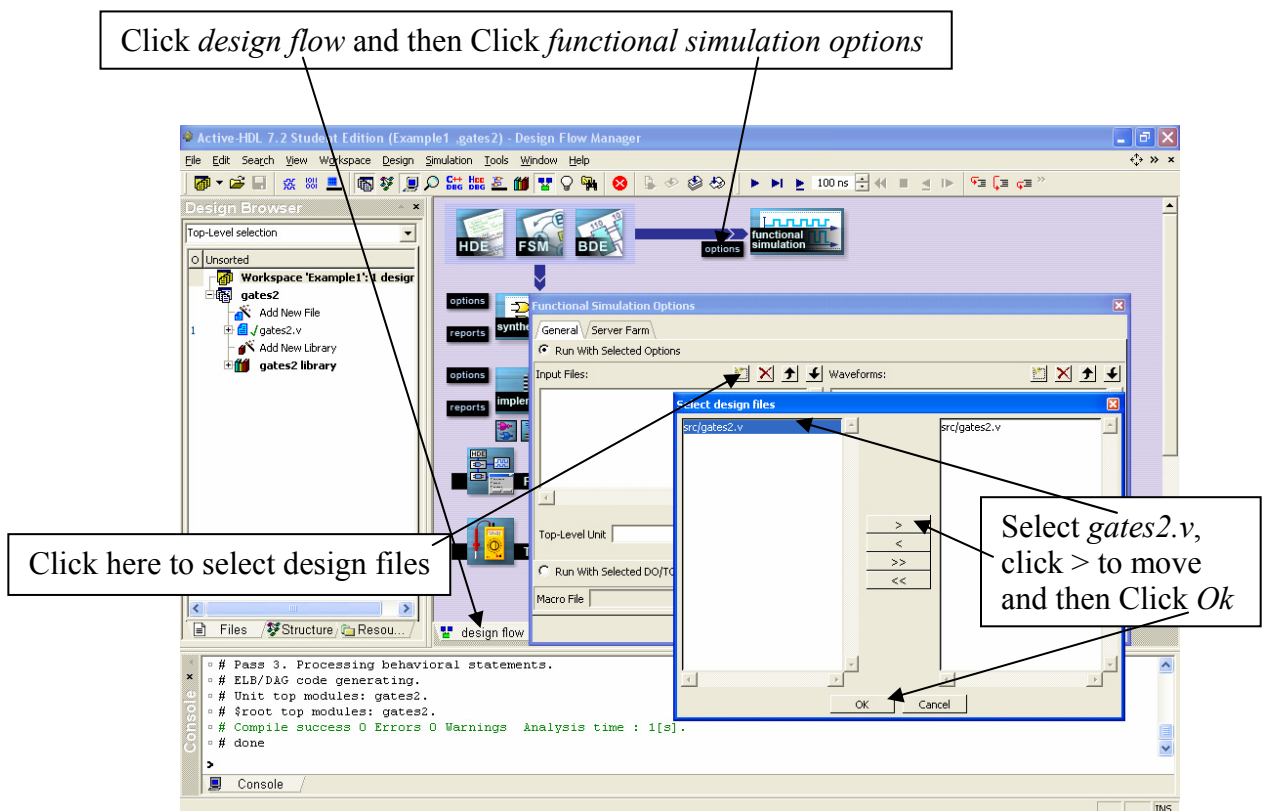 Click design flow and then Click functional simulation options
Active-HDL 7.2 Student Edition (Example1 ,gates2) - Design Flow Manager
File Edit Search View Workspace Design Simulation Tools Window Help
100 ns
Design Browser
Top-Level selection
O Unsorted
Workspace 'Example1': 1 desigr
gates2
Add New File
1 gates2.v
Add New Library
gates2 library
HDE FSM BDE options functional
simulation
options
reports synthe
options
reports impler
Functional Simulation Options
General Server Farm
Run With Selected Options
Input Files: Waveforms:
Select design files
src/gates2.v src/gates2.v
>
<
>>
<<
OK Cancel
Top-Level Unit
Run With Selected DO/TC
Macro File
Click here to select design files
Select gates2.v,
click > to move
and then Click Ok
Files Structure Resou...
design flow
# Pass 3. Processing behavioral statements.
# ELB/DAG code generating.
# Unit top modules: gates2.
# $root top modules: gates2.
# Compile success 0 Errors 0 Warnings Analysis time : 1[s].
# done
>
Console
Console
INS